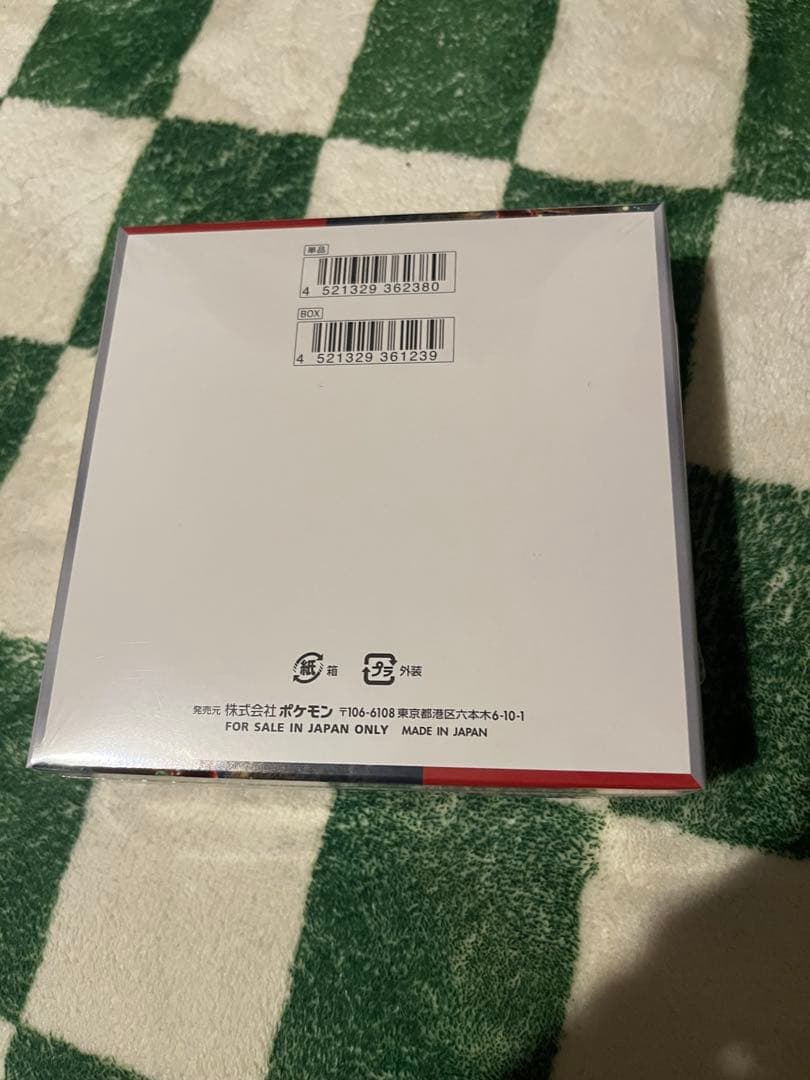 単品
4 521329 362380
BOX
4 521329 361239
紙 箱 プラ 外装
発売元 株式会社 ポケモン 〒106-6108 東京都港区六本木6-10-1
FOR SALE IN JAPAN ONLY MADE IN JAPAN